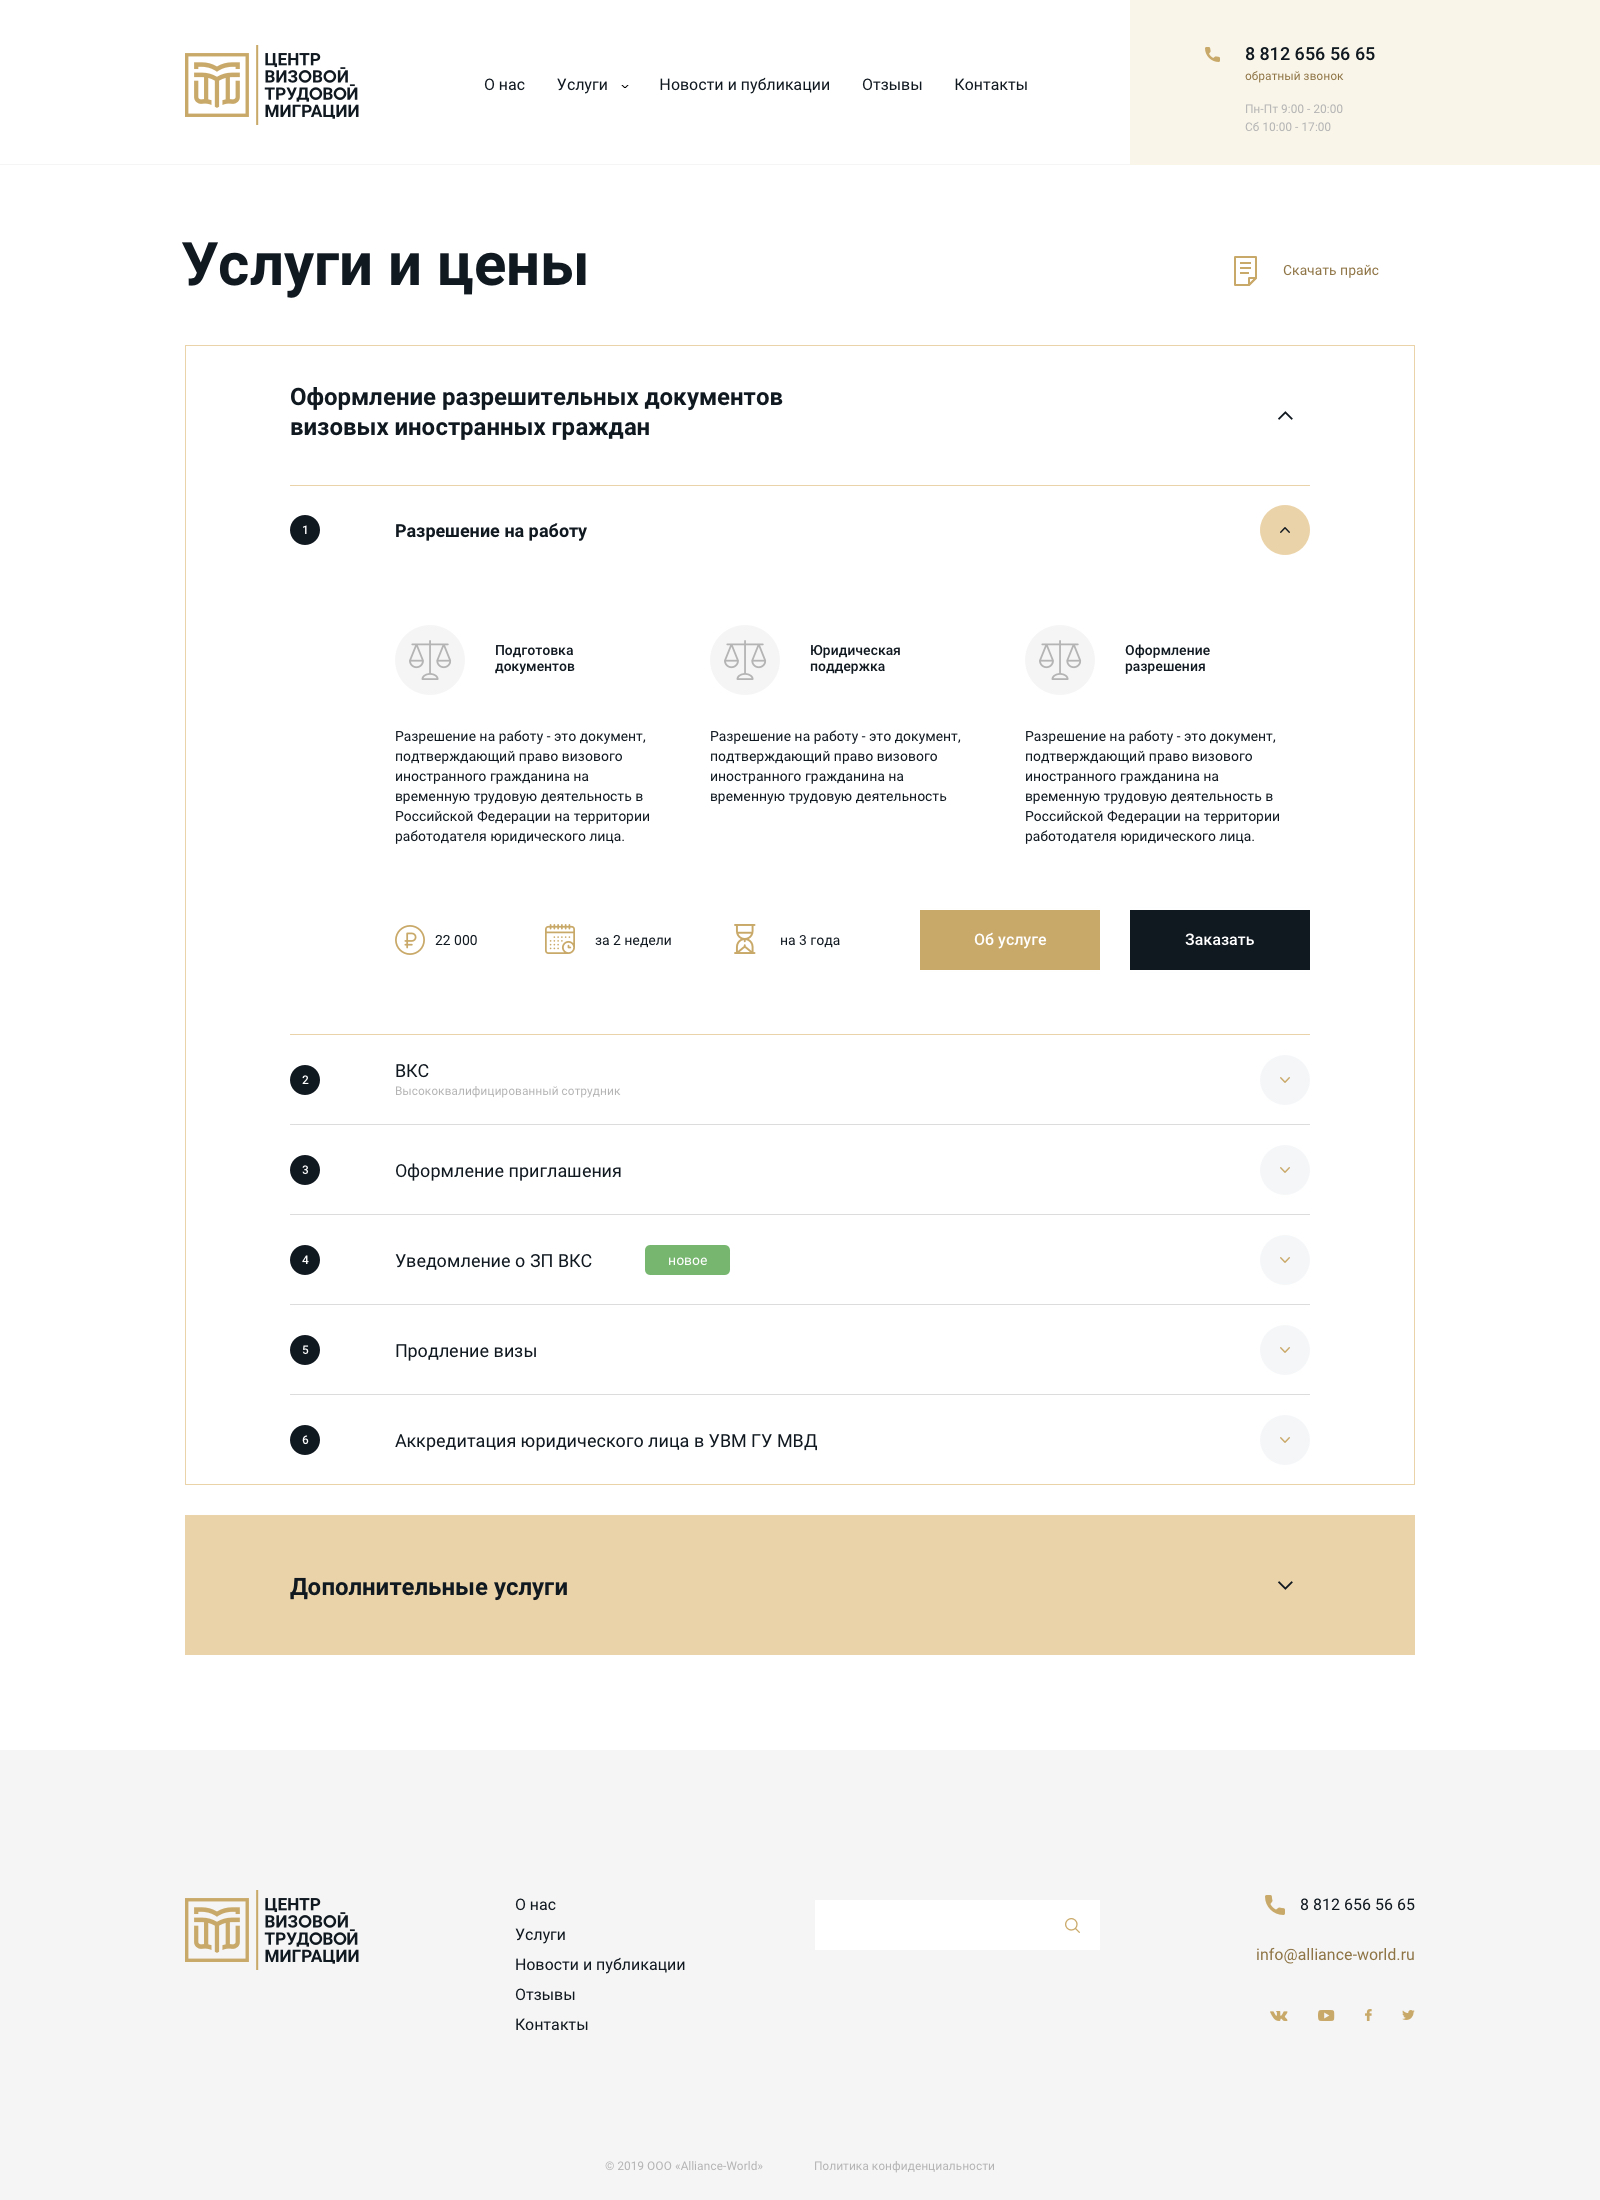 ЦЕНТР
ВИЗОВОЙ
ТРУДОВОЙ
МИГРАЦИИ
О нас
Услуги
Новости и публикации
Отзывы
Контакты
8 812 656 56 65
обратный звонок
Пн-Пт 9:00 - 20:00
Сб 10:00 - 17:00
Услуги и цены
Скачать прайс
Оформление разрешительных документов
визовых иностранных граждан
1
Разрешение на работу
Подготовка
документов
Разрешение на работу - это документ,
подтверждающий право визового
иностранного гражданина на
временную трудовую деятельность в
Российской Федерации на территории
работодателя юридического лица.
Юридическая
поддержка
Разрешение на работу - это документ,
подтверждающий право визового
иностранного гражданина на
временную трудовую деятельность
Оформление
разрешения
Разрешение на работу - это документ,
подтверждающий право визового
иностранного гражданина на
временную трудовую деятельность в
Российской Федерации на территории
работодателя юридического лица.
22 000
за 2 недели
на 3 года
Об услуге
Заказать
2
ВКС
Высококвалифицированный сотрудник
3
Оформление приглашения
4
Уведомление о ЗП ВКС
новое
5
Продление визы
6
Аккредитация юридического лица в УВМ ГУ МВД
Дополнительные услуги
ЦЕНТР
ВИЗОВОЙ
ТРУДОВОЙ
МИГРАЦИИ
О нас
Услуги
Новости и публикации
Отзывы
Контакты
8 812 656 56 65
info@alliance-world.ru
© 2019 ООО «Alliance-World»
Политика конфиденциальности